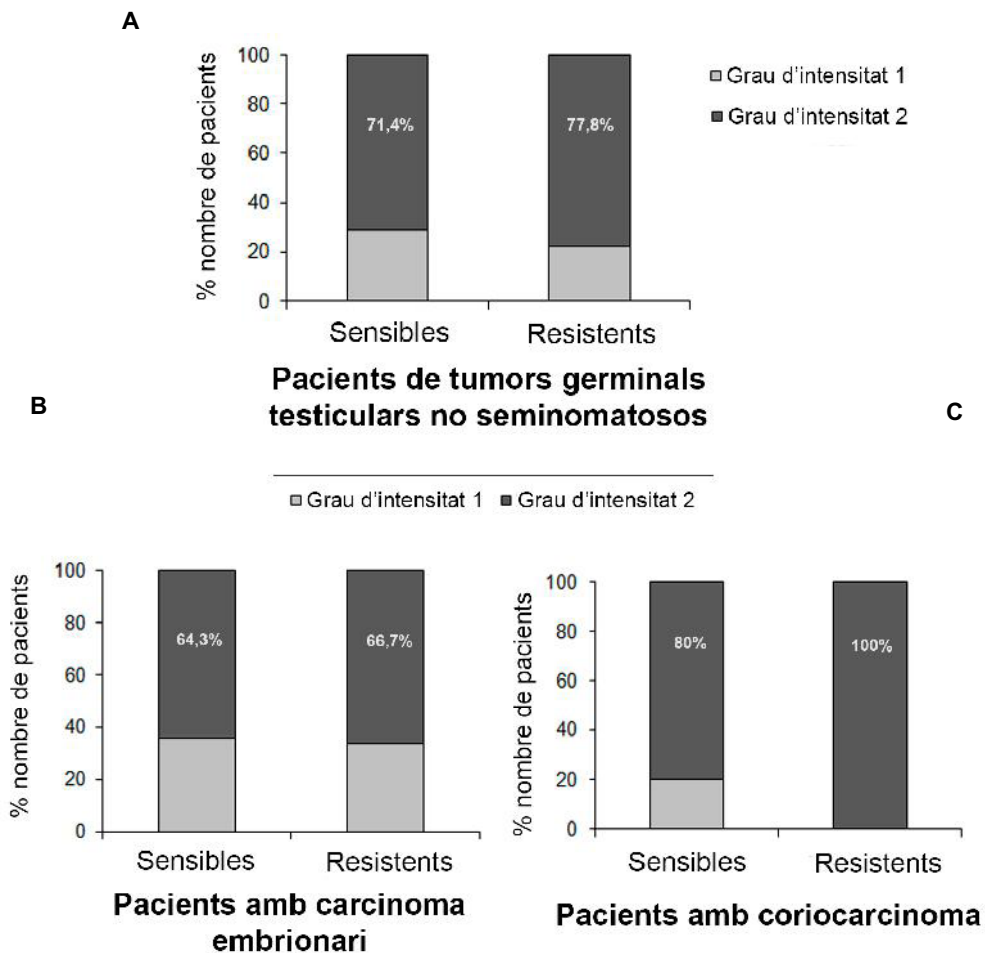 A
% nombre de pacients
100
80
60
40
20
0
71,4%
77,8%
Sensibles
Resistents
Grau d'intensitat 1
Grau d'intensitat 2
Pacients de tumors germinals
testiculars no seminomatosos
B
C
Grau d'intensitat 1 Grau d'intensitat 2
% nombre de pacients
100
80
60
40
20
0
64,3%
66,7%
Sensibles
Resistents
Pacients amb carcinoma
embrionari
% nombre de pacients
100
80
60
40
20
0
80%
100%
Sensibles
Resistents
Pacients amb coriocarcinoma